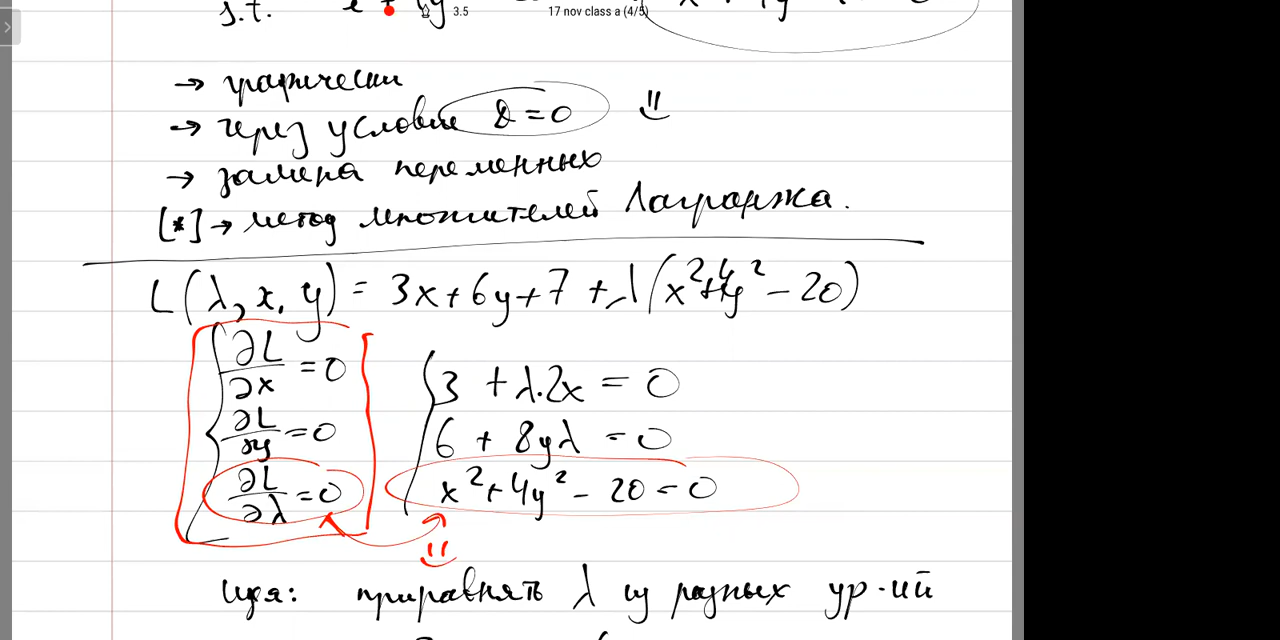 s.t.
3.5 17 nov class a (4/5)
→ графически
→ через условие D = 0
→ замена переменных
[*] → метод множителей Лагранжа.
L(λ, x, y) = 3x + 6y + 7 + λ(x² + 4y² − 20)
∂L/∂x = 0
3 + λ·2x = 0
∂L/∂y = 0
6 + 8yλ = 0
∂L/∂λ = 0
x² + 4y² − 20 = 0
Идея: приравнять λ из разных ур-ий